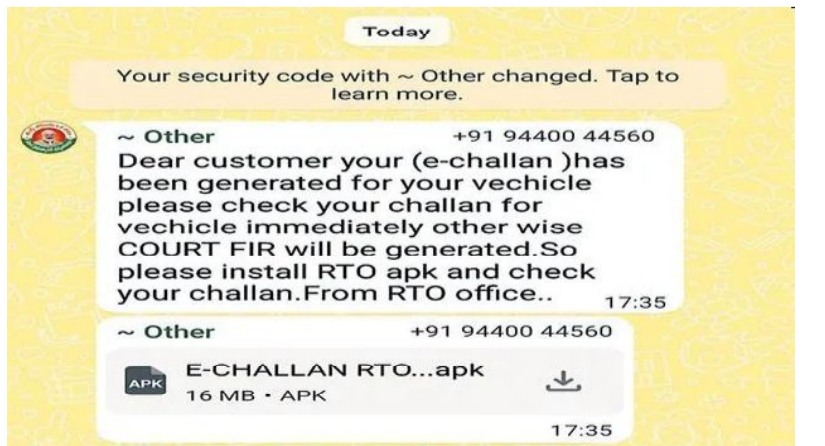 Today
Your security code with ~ Other changed. Tap to
learn more.
~ Other +91 94400 44560
Dear customer your (e-challan )has
been generated for your vechicle
please check your challan for
vechicle immediately other wise
COURT FIR will be generated.So
please install RTO apk and check
your challan.From RTO office..
17:35
~ Other +91 94400 44560
APK
E-CHALLAN RTO...apk
16 MB • APK
17:35